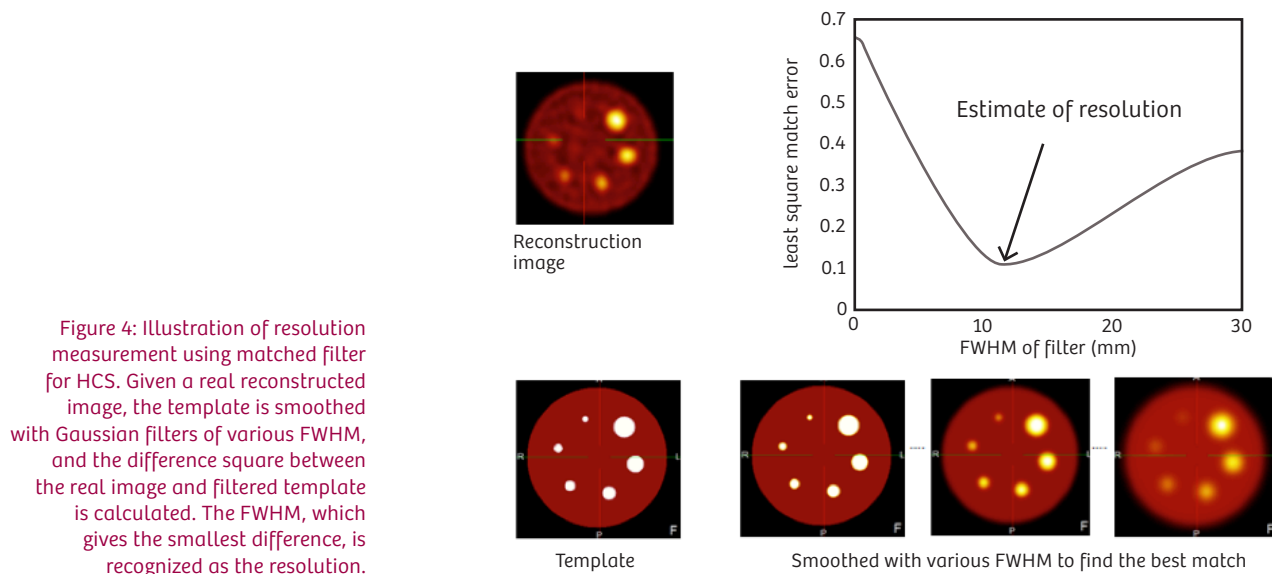 0.7
0.6
0.5
0.4
0.3
0.2
0.1
0
least square match error
Estimate of resolution
0
10
20
30
FWHM of filter (mm)
Reconstruction
image
Figure 4: Illustration of resolution
measurement using matched filter
for HCS. Given a real reconstructed
image, the template is smoothed
with Gaussian filters of various FWHM,
and the difference square between
the real image and filtered template
is calculated. The FWHM, which
gives the smallest difference, is
recognized as the resolution.
R
L
P
F
Template
R
L
P
F
R
L
P
F
R
L
P
F
Smoothed with various FWHM to find the best match